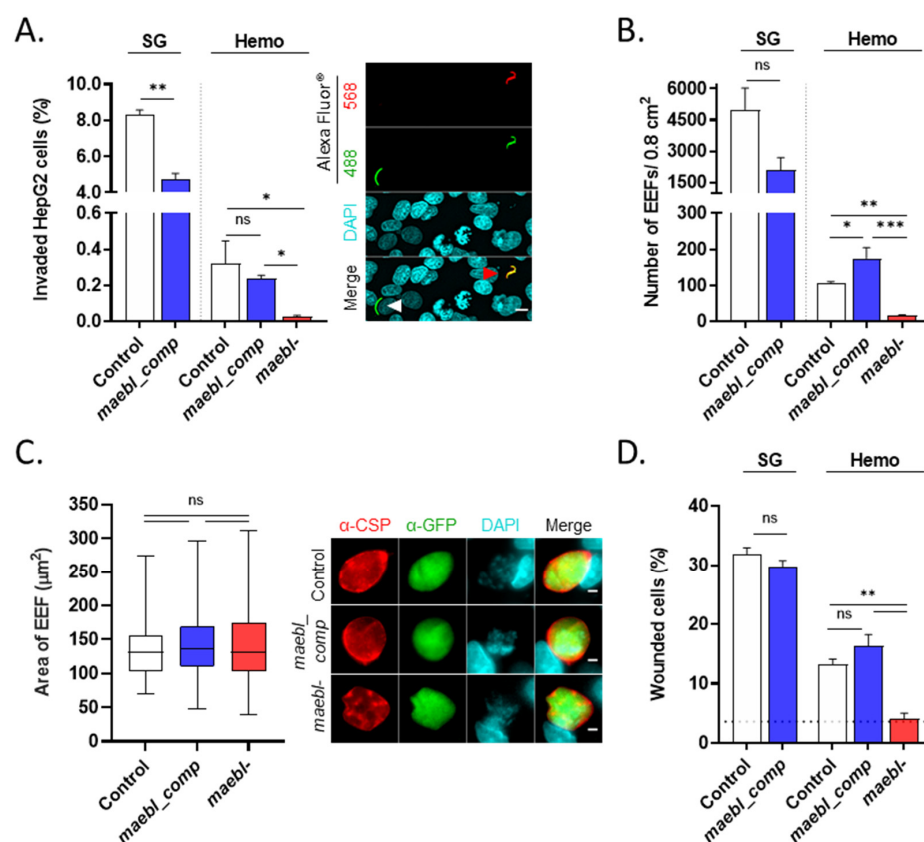 A.
SG Hemo
Invaded HepG2 cells (%)
10.0
8.0
6.0
4.0
0.6
0.4
0.2
0.0
**
ns
*
*
Control
maebl_comp
Control
maebl_comp
maebl-
Alexa Fluor®
568
488
DAPI
Merge
B.
SG Hemo
Number of EEFs/ 0.8 cm²
6000
4500
3000
1500
300
200
100
0
ns
**
* ***
Control
maebl_comp
Control
maebl_comp
maebl-
C.
Area of EEF (µm²)
350
300
250
200
150
100
50
0
ns
Control
maebl_comp
maebl-
α-CSP α-GFP DAPI Merge
Control
maebl_
comp
maebl-
D.
SG Hemo
Wounded cells (%)
40
30
20
10
0
ns
**
ns
Control
maebl_comp
Control
maebl_comp
maebl-